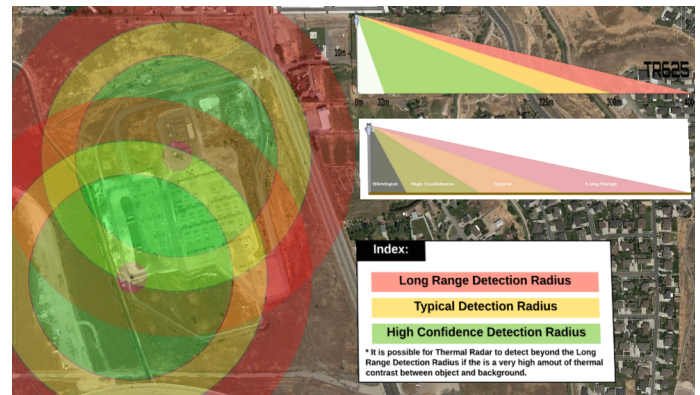 10m
TR625
0m 32m 225m 300m
Blindspot High Confidence Typical Long Range
Index:
Long Range Detection Radius
Typical Detection Radius
High Confidence Detection Radius
* It is possible for Thermal Radar to detect beyond the Long
Range Detection Radius if the is a very high amout of thermal
contrast between object and background.